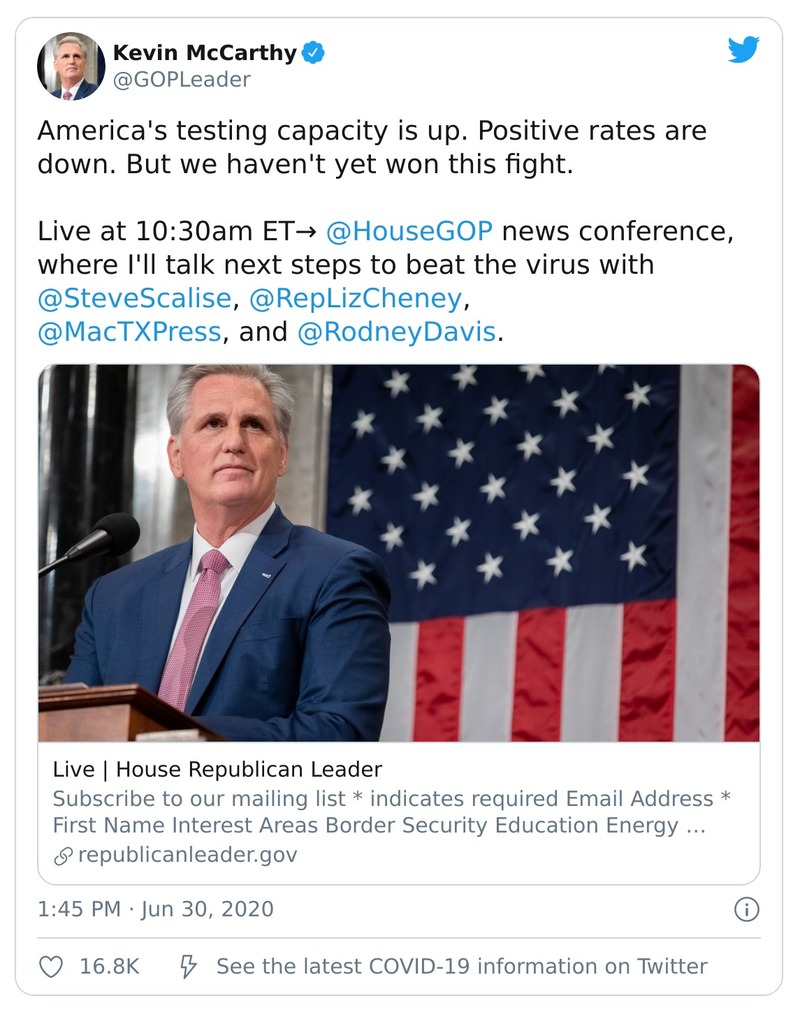 Kevin McCarthy
@GOPLeader
America's testing capacity is up. Positive rates are
down. But we haven't yet won this fight.
Live at 10:30am ET→ @HouseGOP news conference,
where I'll talk next steps to beat the virus with
@SteveScalise, @RepLizCheney,
@MacTXPress, and @RodneyDavis.
Live | House Republican Leader
Subscribe to our mailing list * indicates required Email Address *
First Name Interest Areas Border Security Education Energy ...
republicanleader.gov
1:45 PM · Jun 30, 2020
16.8K See the latest COVID-19 information on Twitter